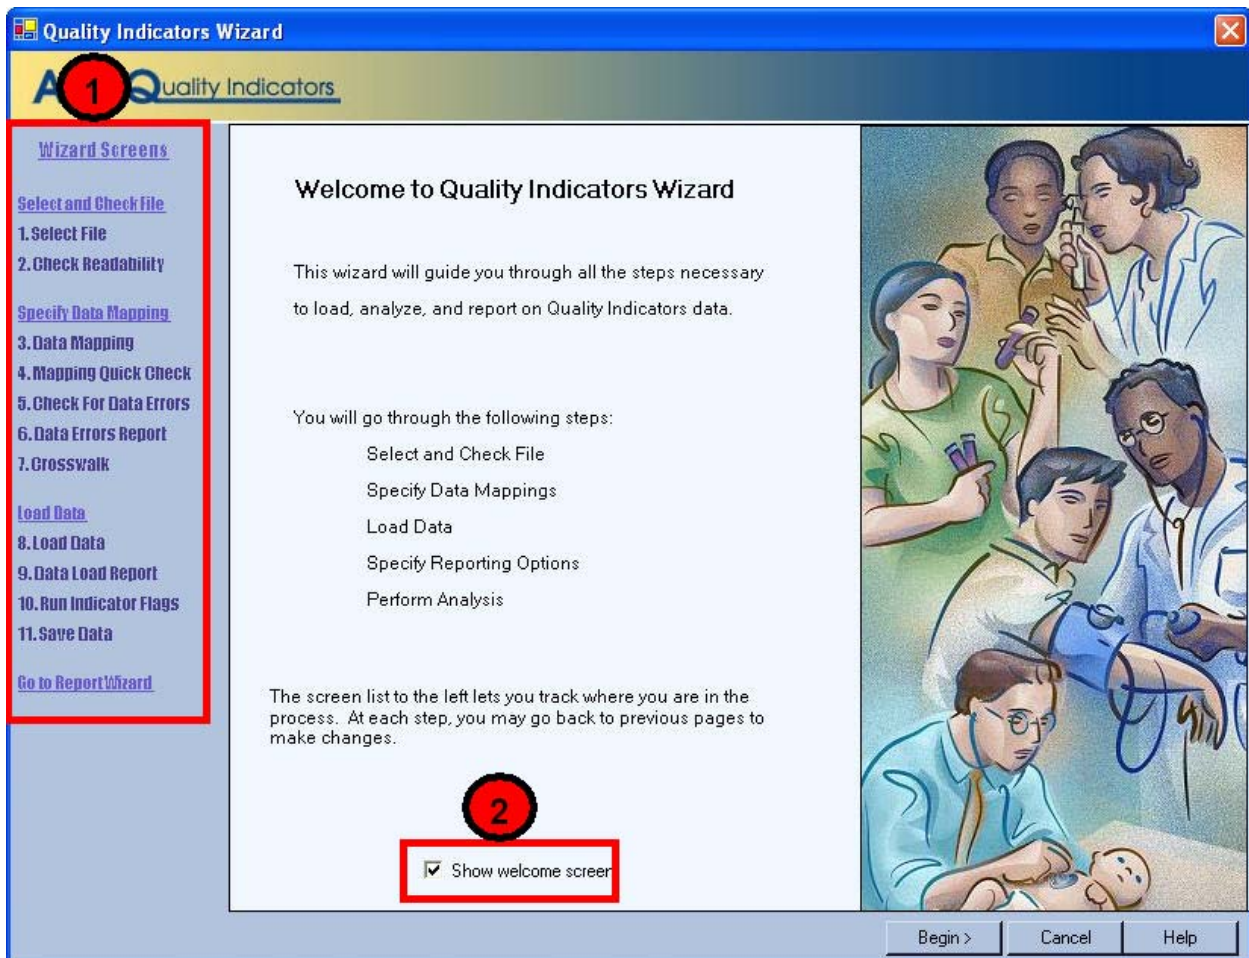 Quality Indicators Wizard
1
Quality Indicators
Wizard Screens
Select and Check File
1.Select File
2.Check Readability
Specify Data Mapping
3.Data Mapping
4.Mapping Quick Check
5.Check For Data Errors
6.Data Errors Report
7.Crosswalk
Load Data
8.Load Data
9.Data Load Report
10.Run Indicator Flags
11.Save Data
Go to Report Wizard
Welcome to Quality Indicators Wizard
This wizard will guide you through all the steps necessary
to load, analyze, and report on Quality Indicators data.
You will go through the following steps:
Select and Check File
Specify Data Mappings
Load Data
Specify Reporting Options
Perform Analysis
The screen list to the left lets you track where you are in the
process. At each step, you may go back to previous pages to
make changes.
2
Show welcome screen
Begin >
Cancel
Help